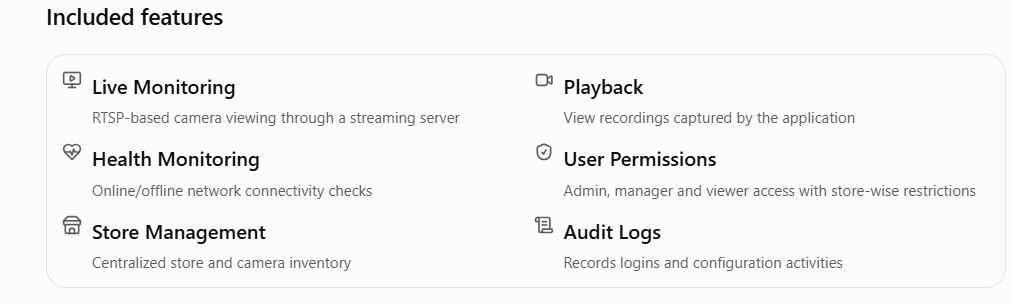 Included features
Live Monitoring
RTSP-based camera viewing through a streaming server
Playback
View recordings captured by the application
Health Monitoring
Online/offline network connectivity checks
User Permissions
Admin, manager and viewer access with store-wise restrictions
Store Management
Centralized store and camera inventory
Audit Logs
Records logins and configuration activities